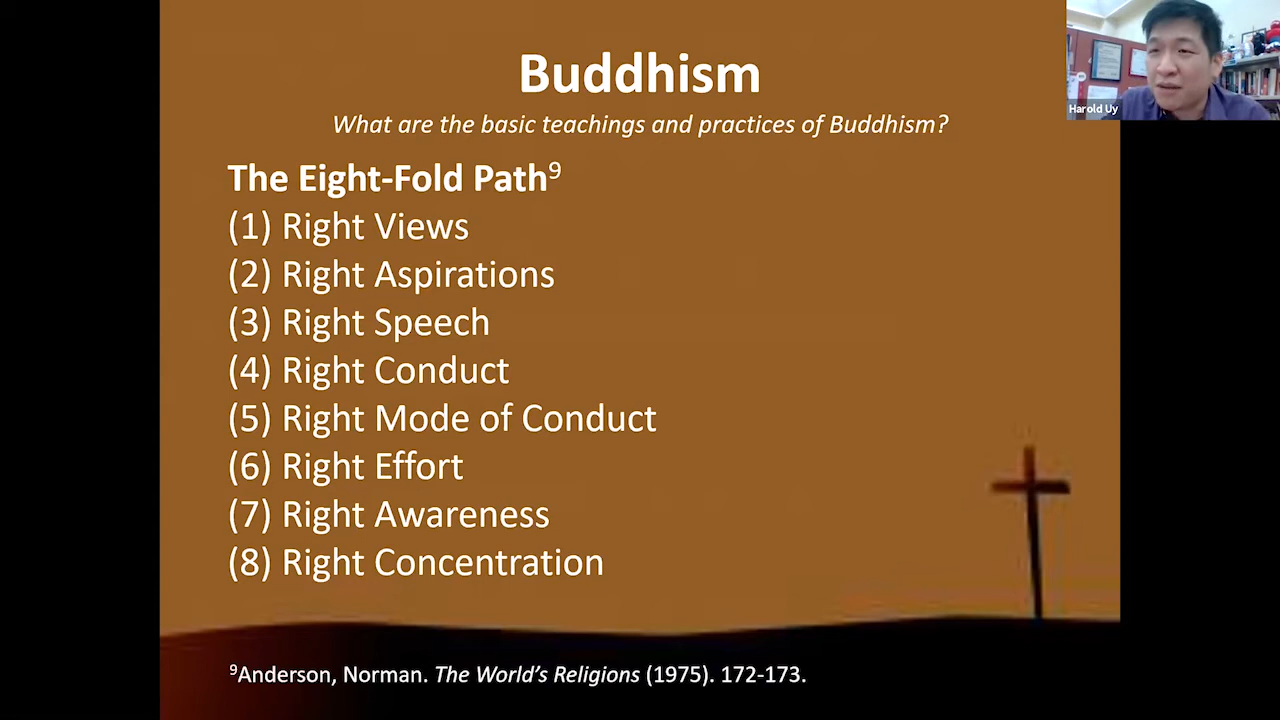 Buddhism
What are the basic teachings and practices of Buddhism?
The Eight-Fold Path⁹
(1) Right Views
(2) Right Aspirations
(3) Right Speech
(4) Right Conduct
(5) Right Mode of Conduct
(6) Right Effort
(7) Right Awareness
(8) Right Concentration
⁹Anderson, Norman. The World's Religions (1975). 172-173.
Harold Uy